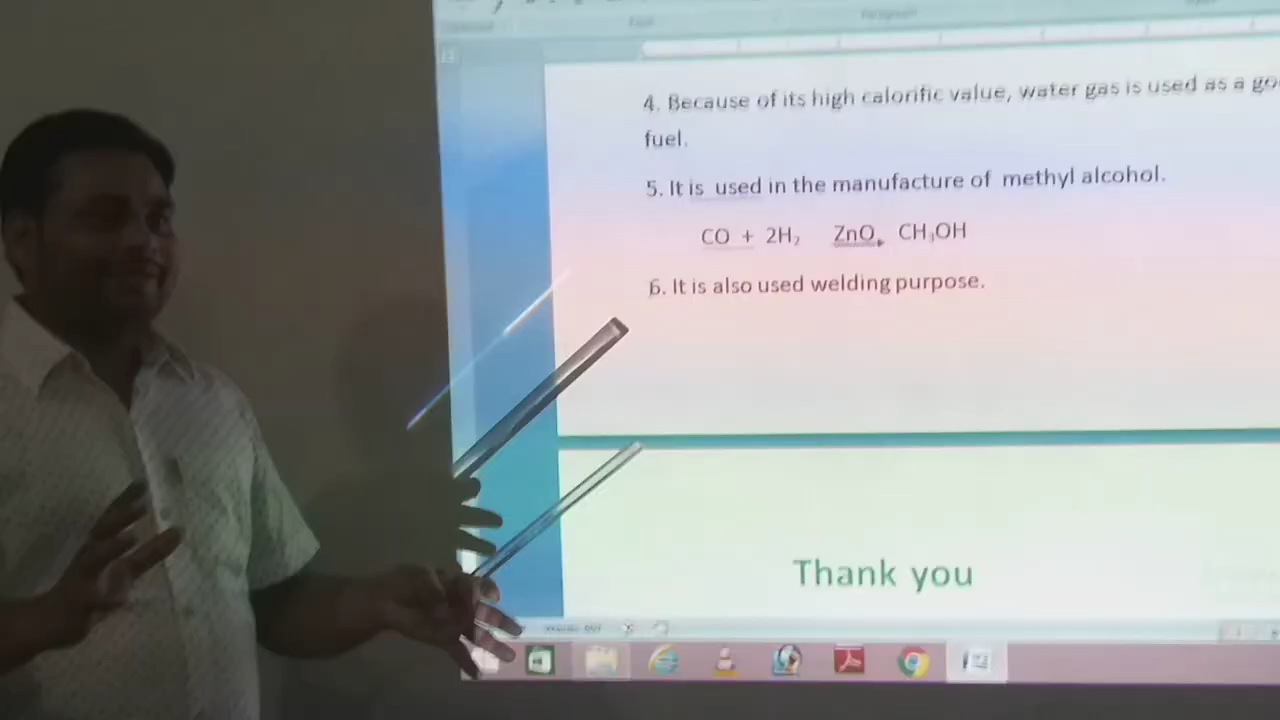 4. Because of its high calorific value, water gas is used as a go
fuel.
5. It is used in the manufacture of methyl alcohol.
CO + 2H₂ ZnO CH₃OH
6. It is also used welding purpose.
Thank you